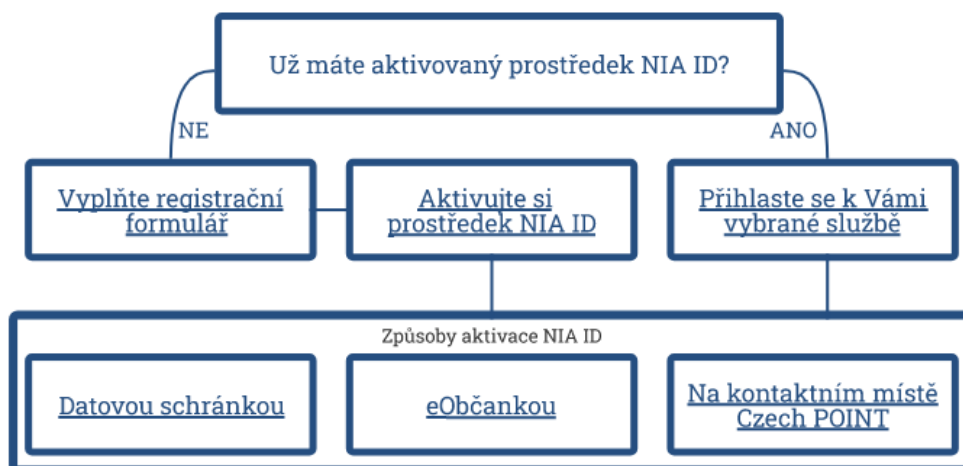 Už máte aktivovaný prostředek NIA ID?
NE
ANO
Vyplňte registrační
formulář
Aktivujte si
prostředek NIA ID
Přihlaste se k Vámi
vybrané službě
Způsoby aktivace NIA ID
Datovou schránkou
eObčankou
Na kontaktním místě
Czech POINT